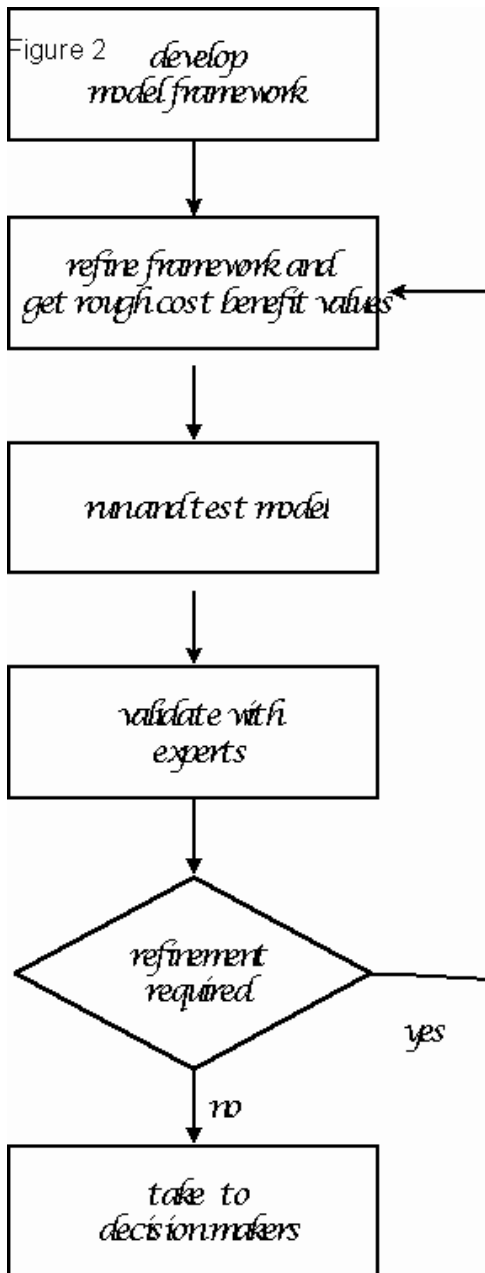 Figure 2
develop
model framework
refine framework and
get rough cost benefit values
run and test model
validate with
experts
refinement
required
yes
no
take to
decision makers